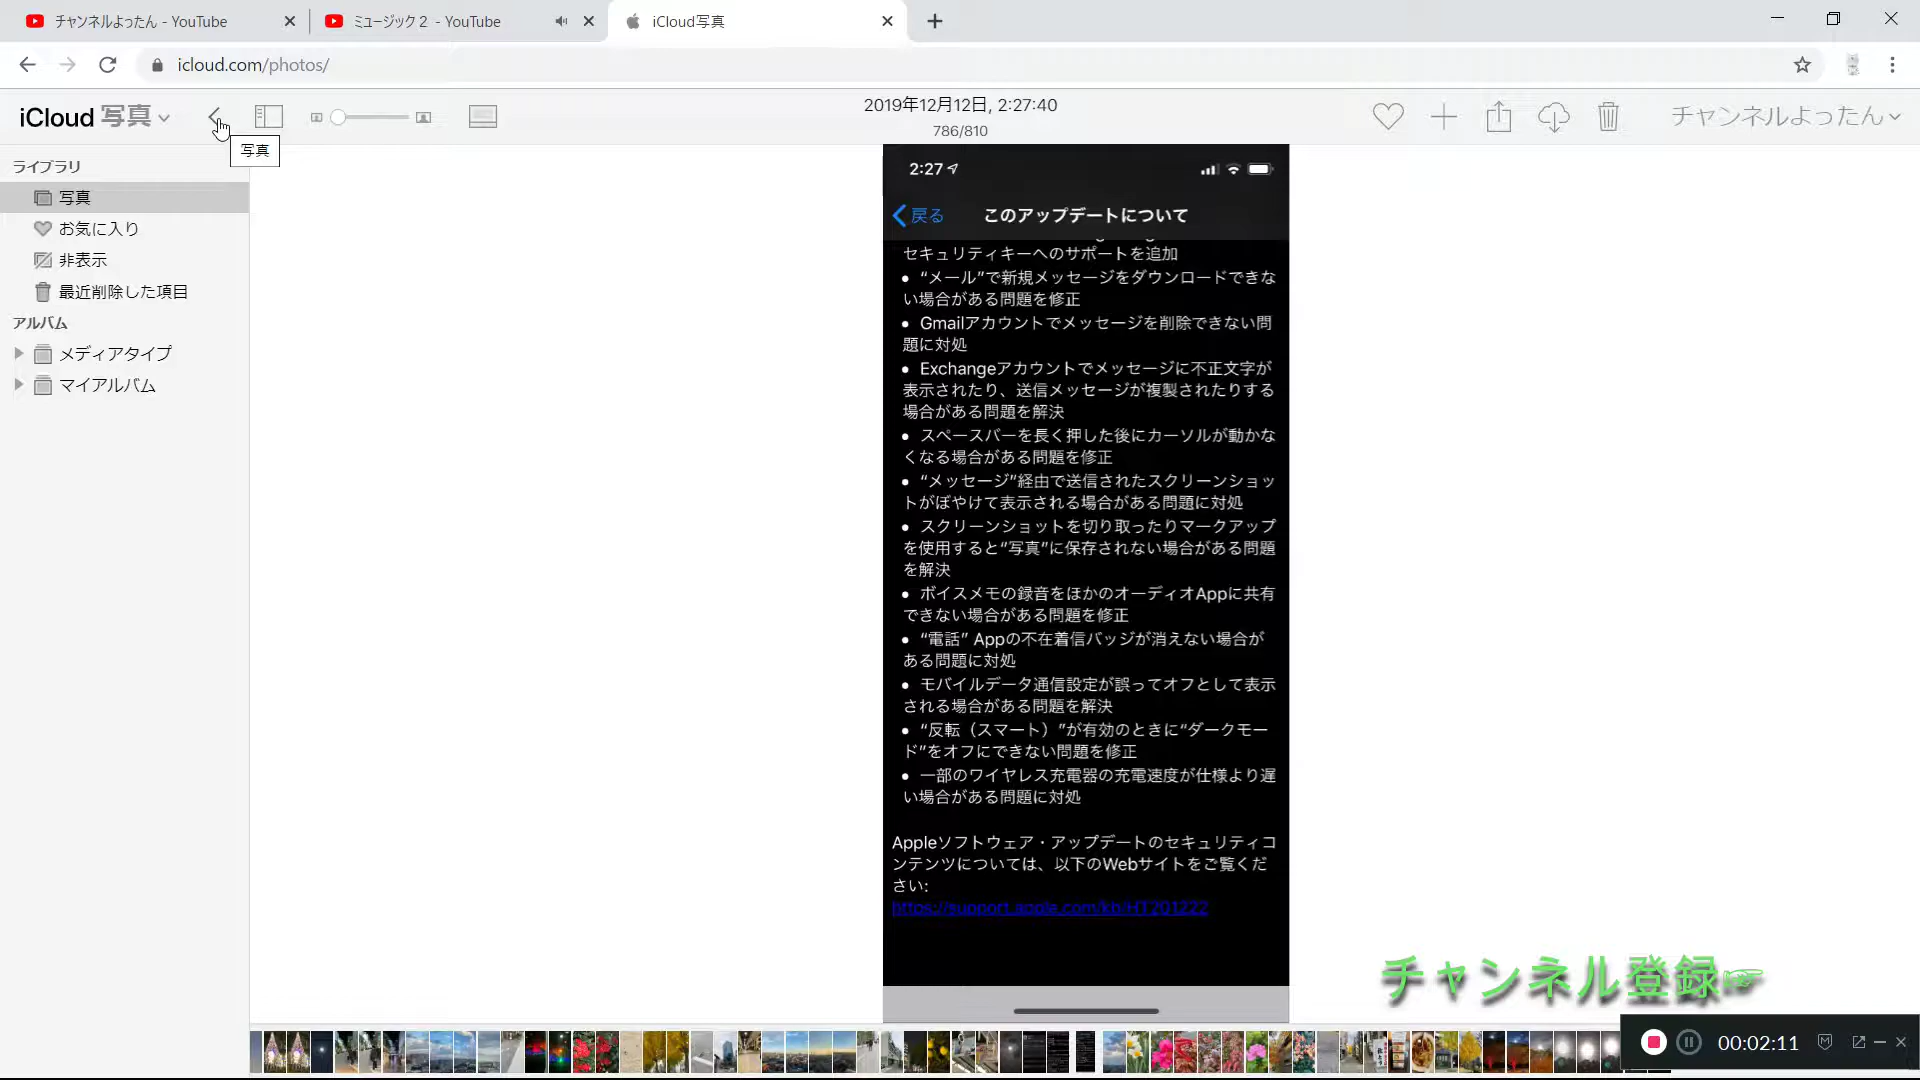 チャンネルよったん - YouTube
ミュージック２ - YouTube
iCloud写真
icloud.com/photos/
iCloud 写真
写真
2019年12月12日, 2:27:40
786/810
チャンネルよったん
ライブラリ
写真
お気に入り
非表示
最近削除した項目
アルバム
メディアタイプ
マイアルバム
2:27
戻る
このアップデートについて
セキュリティキーへのサポートを追加
• “メール”で新規メッセージをダウンロードできな
い場合がある問題を修正
• Gmailアカウントでメッセージを削除できない問
題に対処
• Exchangeアカウントでメッセージに不正文字が
表示されたり、送信メッセージが複製されたりする
場合がある問題を解決
• スペースバーを長く押した後にカーソルが動かな
くなる場合がある問題を修正
• “メッセージ”経由で送信されたスクリーンショッ
トがぼやけて表示される場合がある問題に対処
• スクリーンショットを切り取ったりマークアップ
を使用すると“写真”に保存されない場合がある問題
を解決
• ボイスメモの録音をほかのオーディオAppに共有
できない場合がある問題を修正
• “電話” Appの不在着信バッジが消えない場合が
ある問題に対処
• モバイルデータ通信設定が誤ってオフとして表示
される場合がある問題を解決
• “反転（スマート）”が有効のときに“ダークモー
ド”をオフにできない問題を修正
• 一部のワイヤレス充電器の充電速度が仕様より遅
い場合がある問題に対処
Appleソフトウェア・アップデートのセキュリティコ
ンテンツについては、以下のWebサイトをご覧くだ
さい:
https://support.apple.com/kb/HT201222
チャンネル登録☞
00:02:11